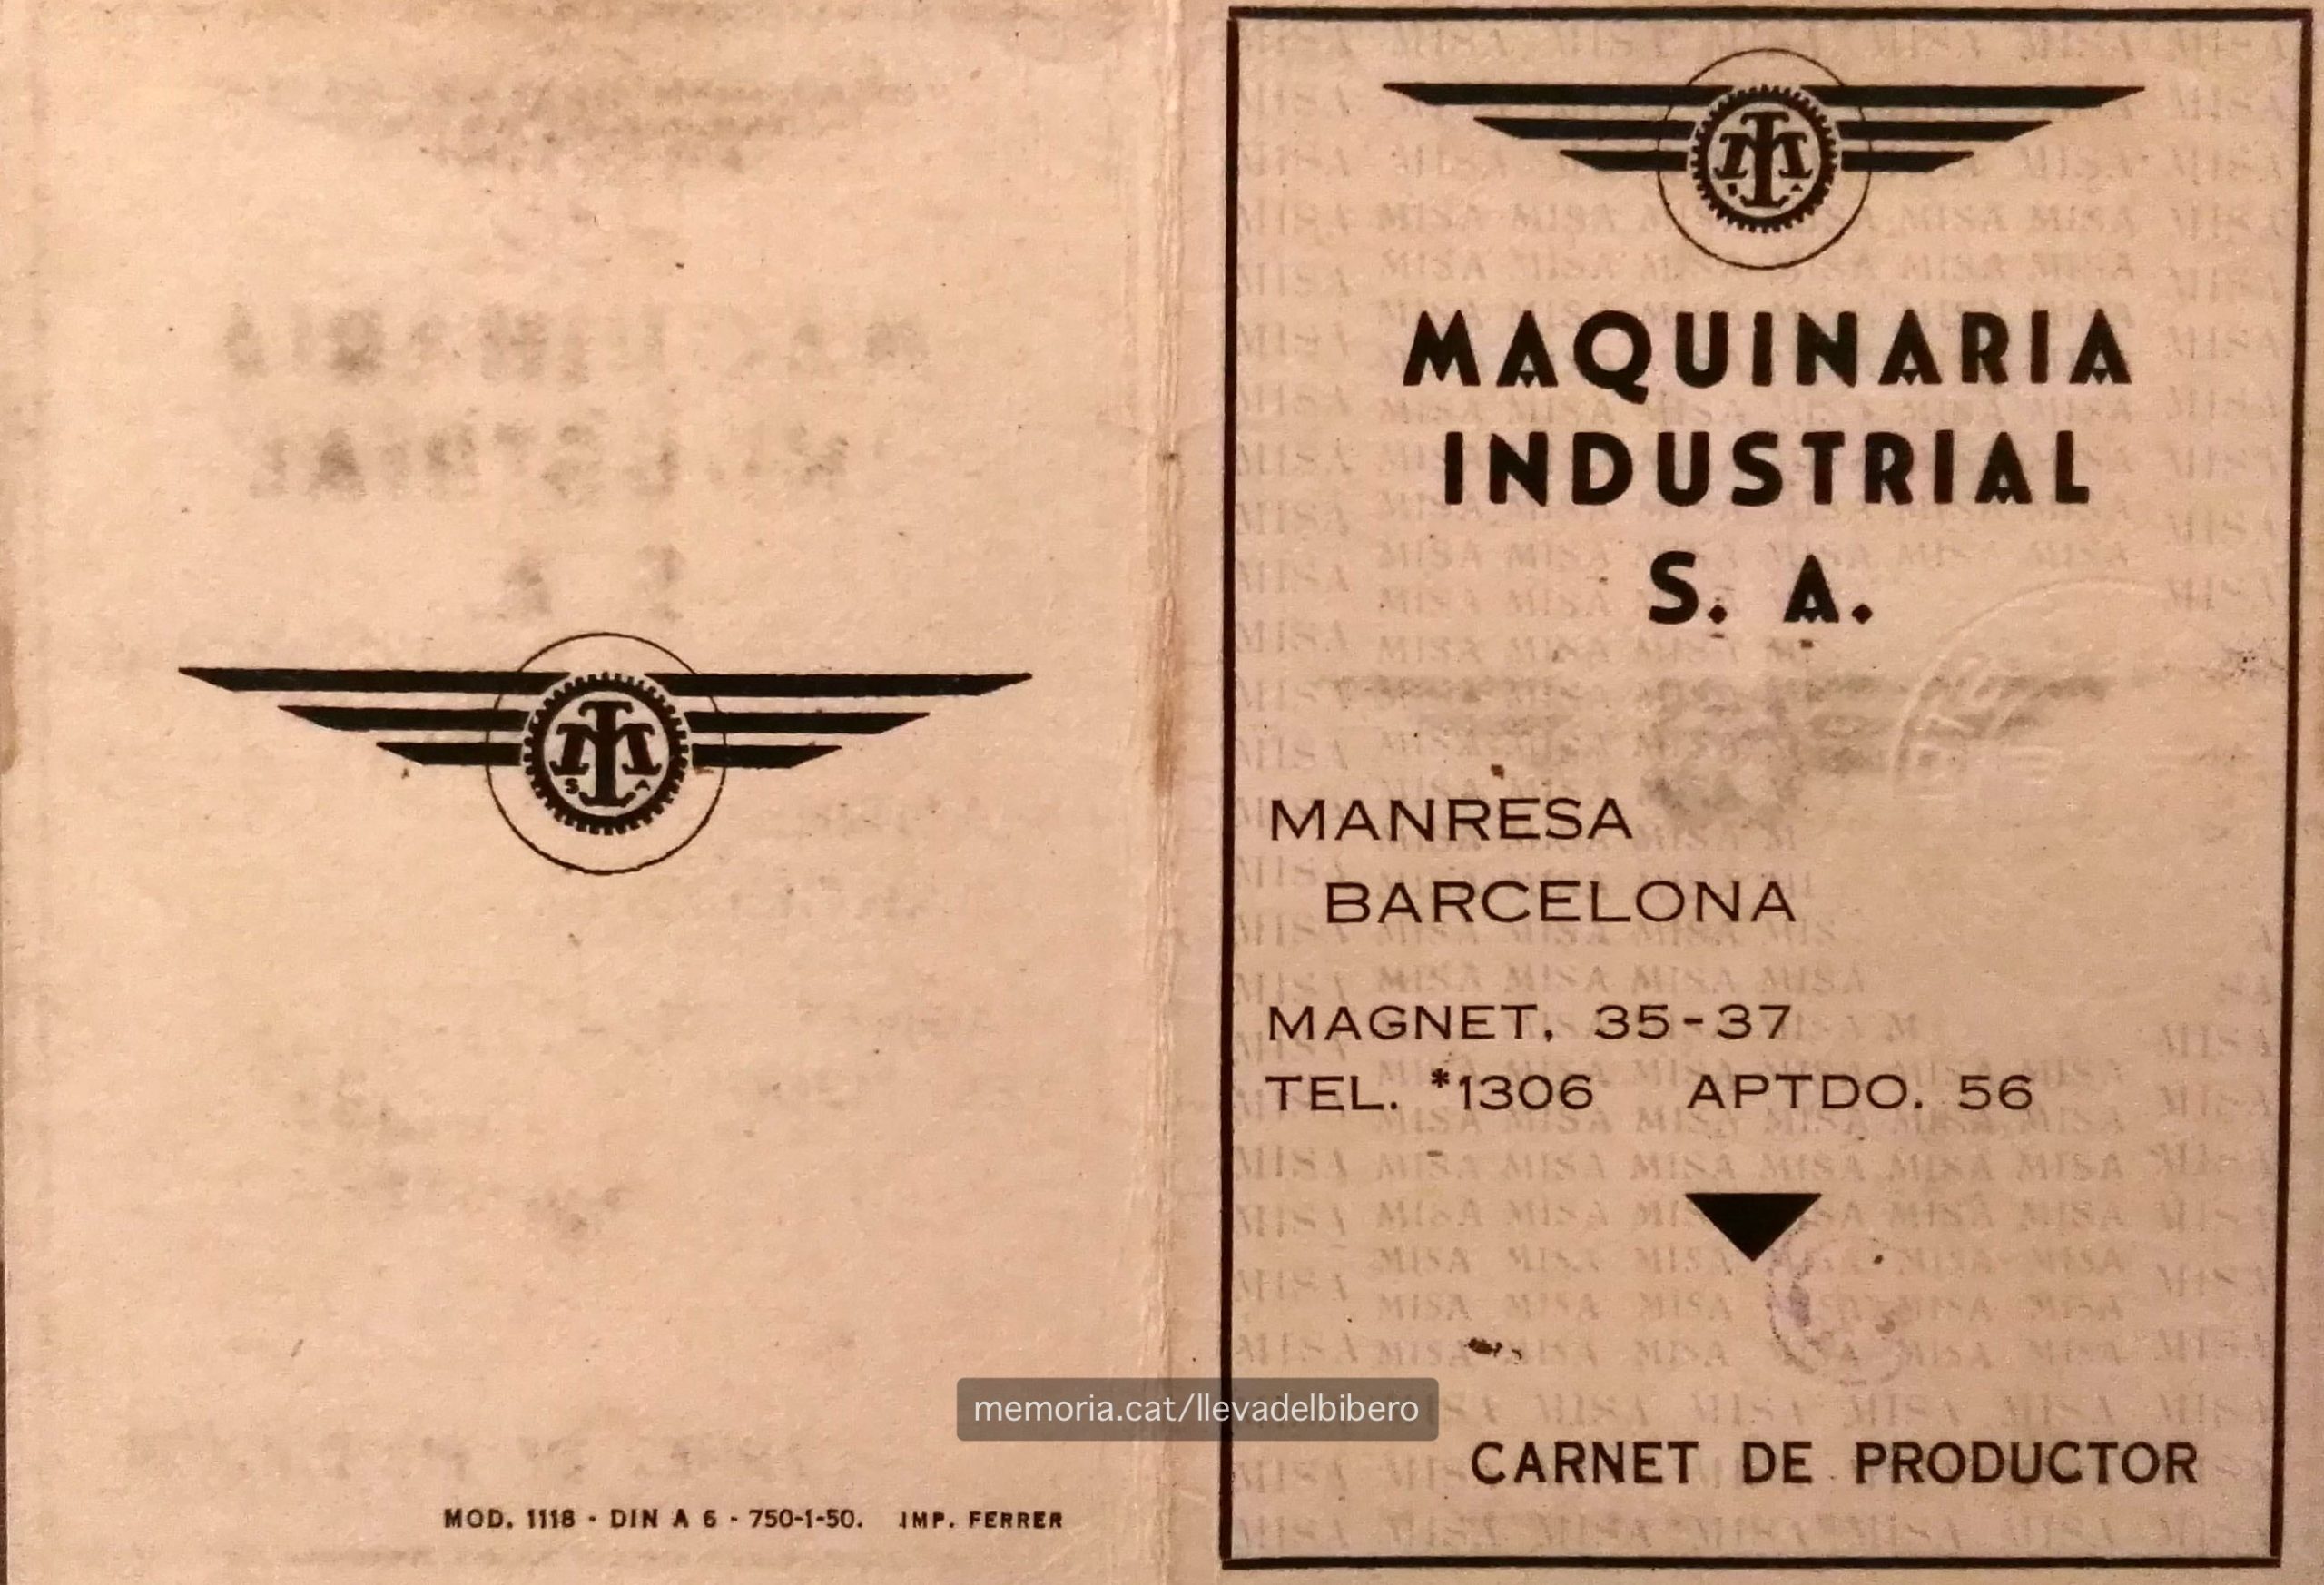 MOD. 1118 - DIN A 6 - 750-1-50. IMP. FERRER
MAQUINARIA
INDUSTRIAL
S. A.
MANRESA
BARCELONA
MAGNET, 35-37
TEL. *1306 APTDO. 56
CARNET DE PRODUCTOR
memoria.cat/llevadelbibero